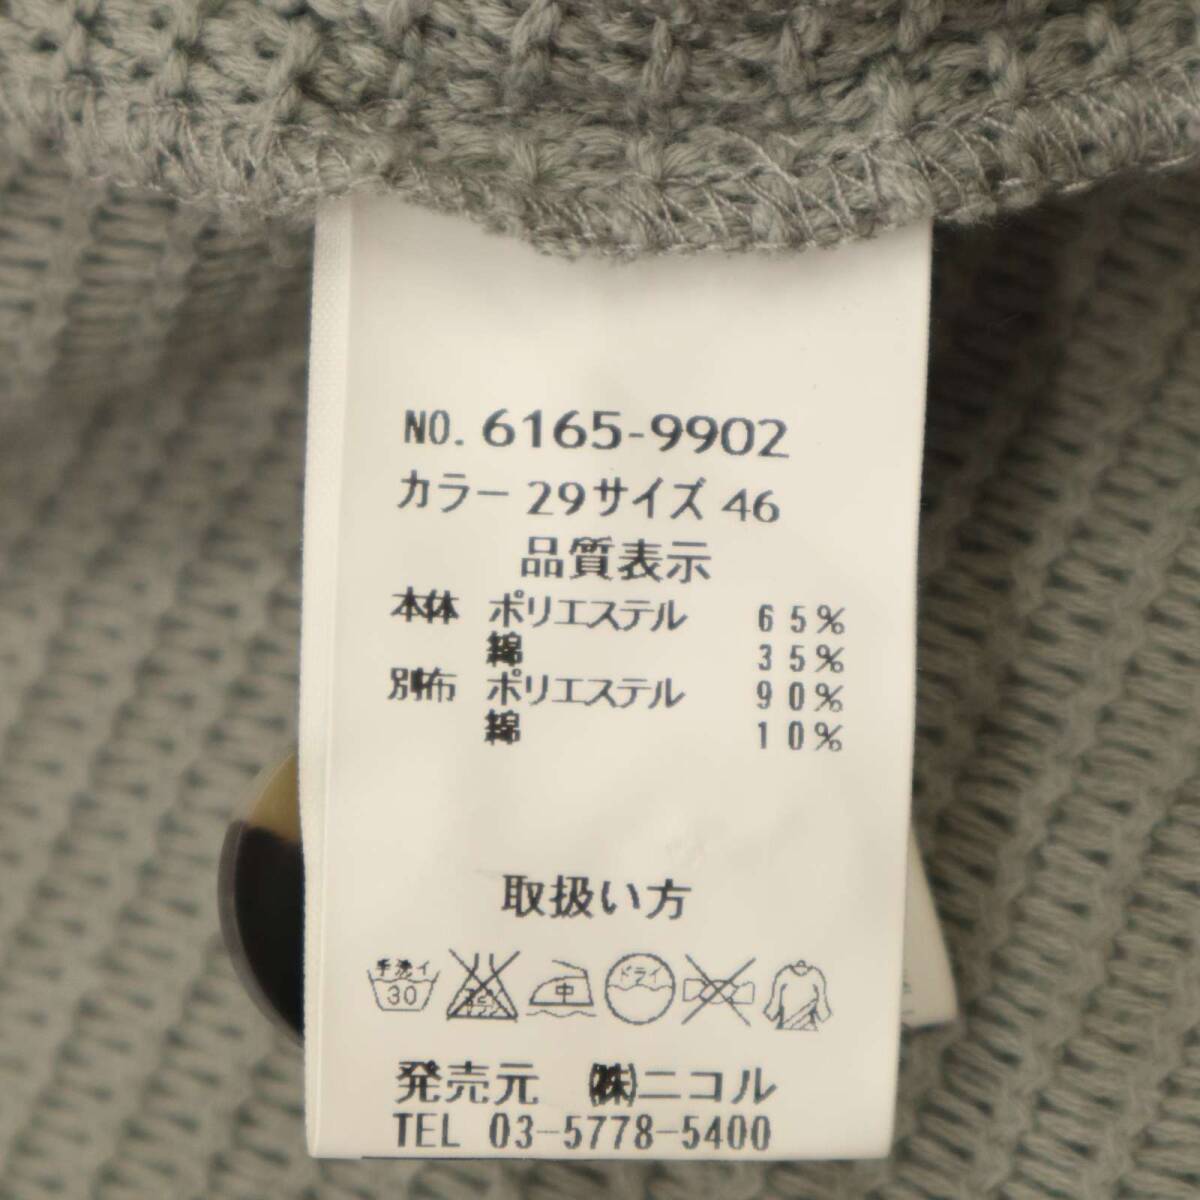 NO. 6165-9902
カラー 29サイズ 46
品質表示
本体 ポリエステル 65%
綿 35%
別布 ポリエステル 90%
綿 10%
取扱い方
手洗イ 30
中
ドライ
発売元 ㈱ニコル
TEL 03-5778-5400